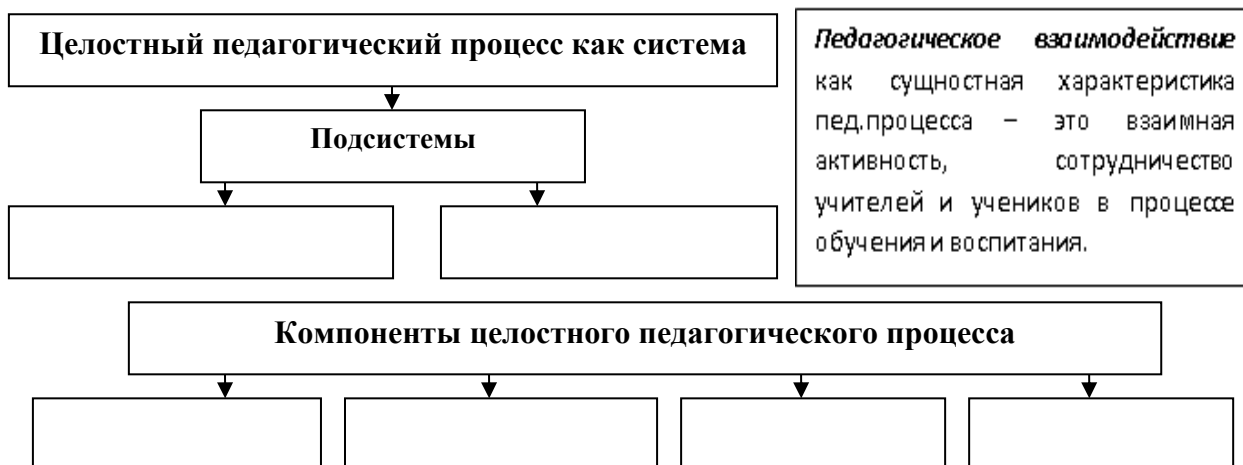 Целостный педагогический процесс как система
Подсистемы
Педагогическое взаимодействие
как сущностная характеристика
пед.процесса – это взаимная
активность, сотрудничество
учителей и учеников в процессе
обучения и воспитания.
Компоненты целостного педагогического процесса